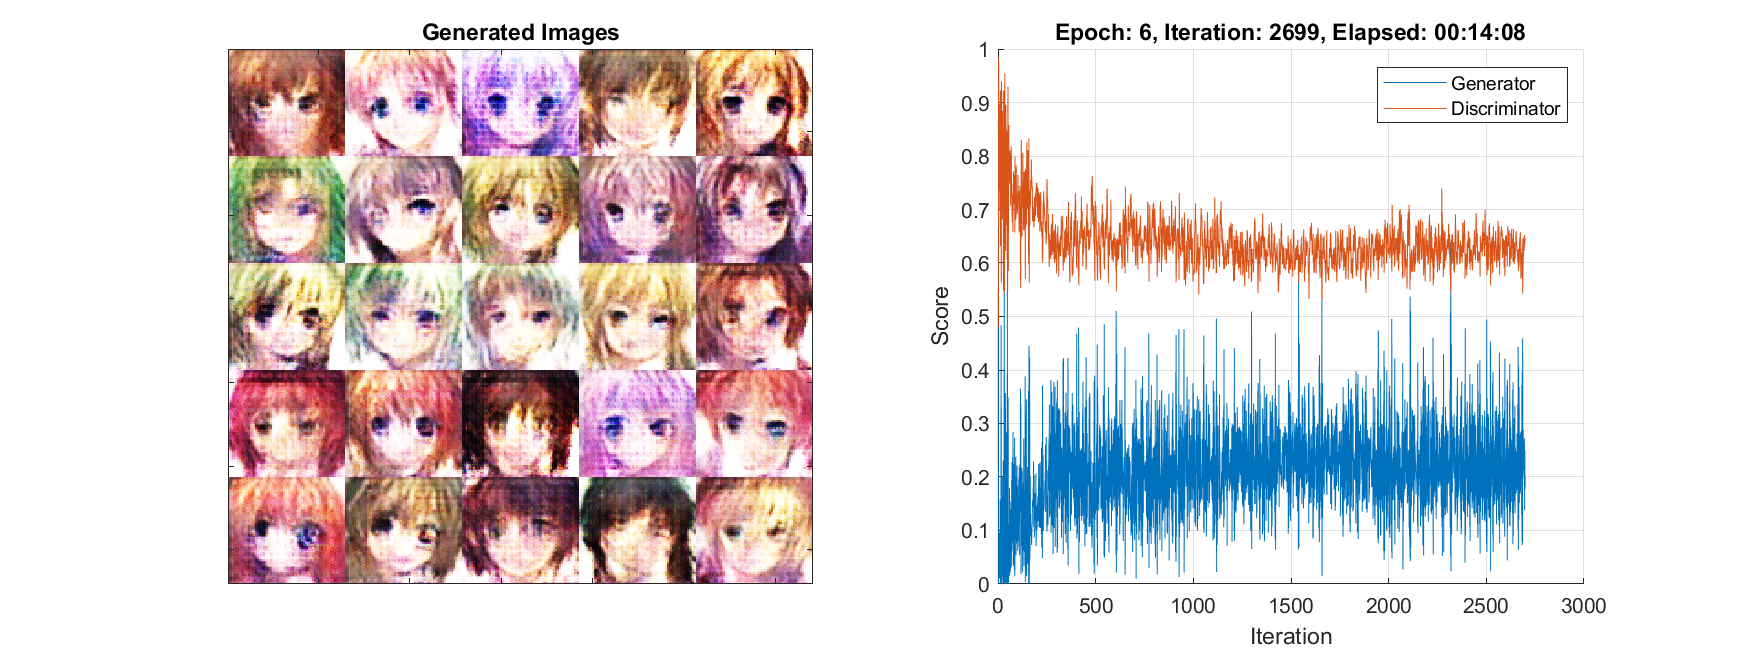 Generated Images
Epoch: 6, Iteration: 2699, Elapsed: 00:14:08
Generator
Discriminator
1
0.9
0.8
0.7
0.6
0.5
0.4
0.3
0.2
0.1
0
Score
0 500 1000 1500 2000 2500 3000
Iteration